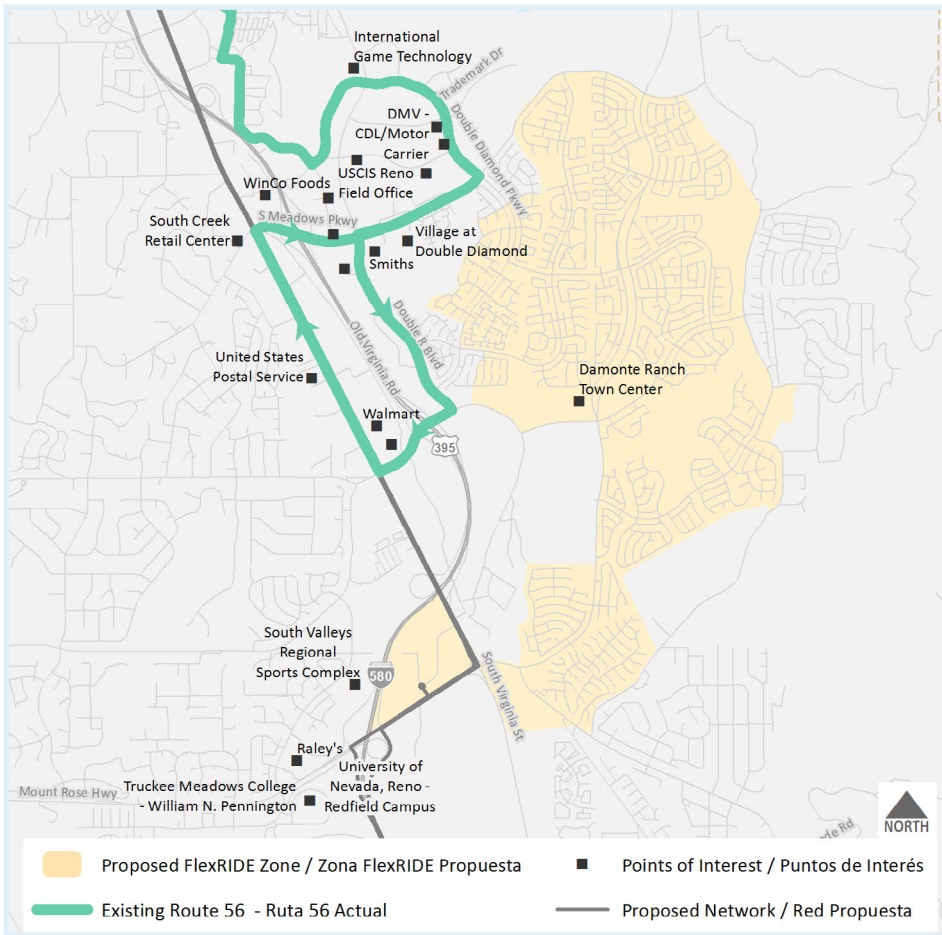 International
Game Technology
Trademark Dr
DMV -
CDL/Motor
Carrier
Double Diamond Pkwy
USCIS Reno
Field Office
WinCo Foods
S Meadows Pkwy
South Creek
Retail Center
Village at
Double Diamond
Smiths
Double R Blvd
Old Virginia Rd
United States
Postal Service
Damonte Ranch
Town Center
Walmart
395
South Valleys
Regional
Sports Complex
580
South Virginia St
Raley's
University of
Nevada, Reno -
Redfield Campus
Truckee Meadows College
- William N. Pennington
Mount Rose Hwy
NORTH
Rd
Proposed FlexRIDE Zone / Zona FlexRIDE Propuesta
Points of Interest / Puntos de Interés
Existing Route 56 - Ruta 56 Actual
Proposed Network / Red Propuesta